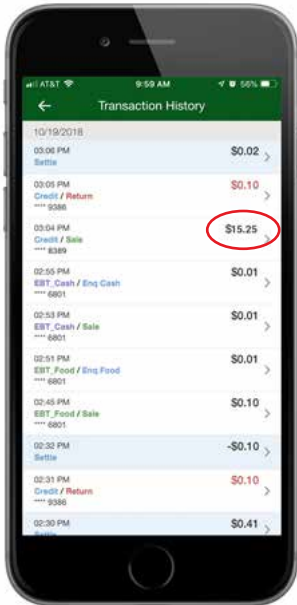 AT&T 9:59 AM 56%
Transaction History
10/19/2018
03:06 PM $0.02
Settle
03:05 PM $0.10
Credit / Return
**** 9386
03:04 PM $15.25
Credit / Sale
**** 8389
02:55 PM $0.01
EBT_Cash / Enq Cash
**** 6801
02:53 PM $0.01
EBT_Cash / Sale
**** 6801
02:51 PM $0.01
EBT_Food / Enq Food
**** 6801
02:45 PM $0.10
EBT_Food / Sale
**** 6801
02:32 PM -$0.10
Settle
02:31 PM $0.10
Credit / Return
**** 9386
02:30 PM $0.41
Settle